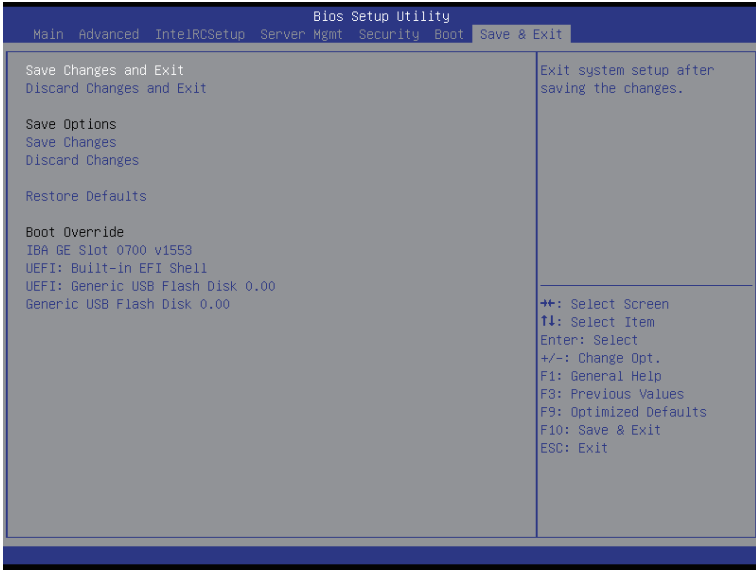 Bios Setup Utility
Main Advanced IntelRCSetup Server Mgmt Security Boot Save & Exit
Save Changes and Exit
Discard Changes and Exit
Save Options
Save Changes
Discard Changes
Restore Defaults
Boot Override
IBA GE Slot 0700 v1553
UEFI: Built-in EFI Shell
UEFI: Generic USB Flash Disk 0.00
Generic USB Flash Disk 0.00
Exit system setup after
saving the changes.
→←: Select Screen
↑↓: Select Item
Enter: Select
+/-: Change Opt.
F1: General Help
F3: Previous Values
F9: Optimized Defaults
F10: Save & Exit
ESC: Exit